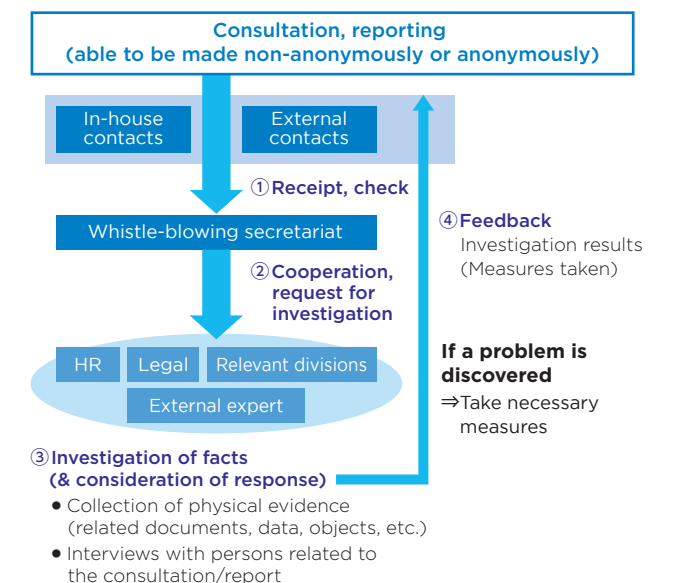 Consultation, reporting
(able to be made non-anonymously or anonymously)
In-house
contacts
External
contacts
①Receipt, check
Whistle-blowing secretariat
②Cooperation,
request for
investigation
④Feedback
Investigation results
(Measures taken)
HR
Legal
Relevant divisions
External expert
If a problem is
discovered
⇒Take necessary
measures
③Investigation of facts
(& consideration of response)
• Collection of physical evidence
(related documents, data, objects, etc.)
• Interviews with persons related to
the consultation/report